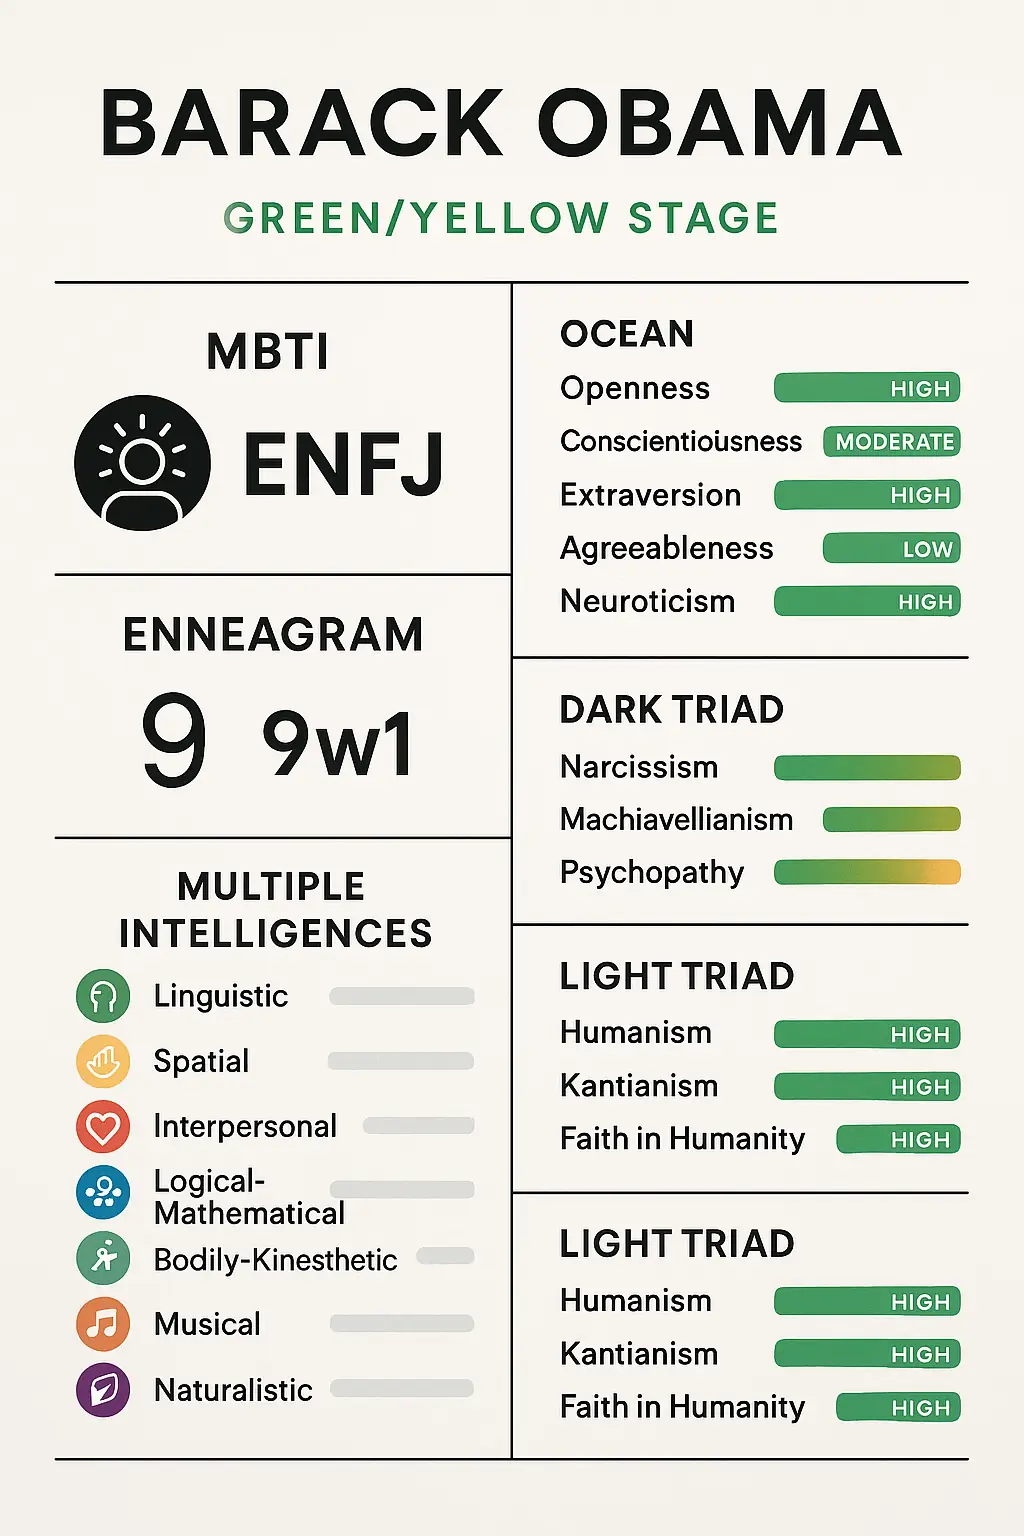 BARACK OBAMA
GREEN/YELLOW STAGE
MBTI
ENFJ
ENNEAGRAM
9 9w1
MULTIPLE
INTELLIGENCES
Linguistic
Spatial
Interpersonal
Logical-
Mathematical
Bodily-Kinesthetic
Musical
Naturalistic
OCEAN
Openness HIGH
Conscientiousness MODERATE
Extraversion HIGH
Agreeableness LOW
Neuroticism HIGH
DARK TRIAD
Narcissism
Machiavellianism
Psychopathy
LIGHT TRIAD
Humanism HIGH
Kantianism HIGH
Faith in Humanity HIGH
LIGHT TRIAD
Humanism HIGH
Kantianism HIGH
Faith in Humanity HIGH